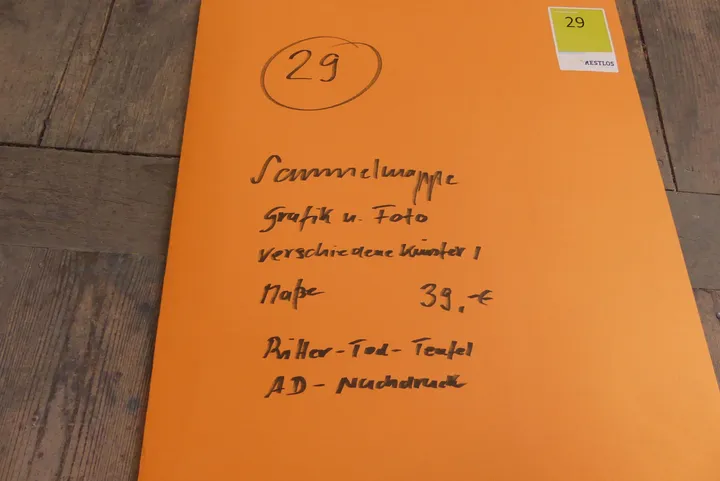 29
29
RESTLOS
Sammelmappe
Grafik u. Foto
verschiedene Künstler
Maße 39,-€
Ritter-Tod-Teufel
AD - Nachdruck